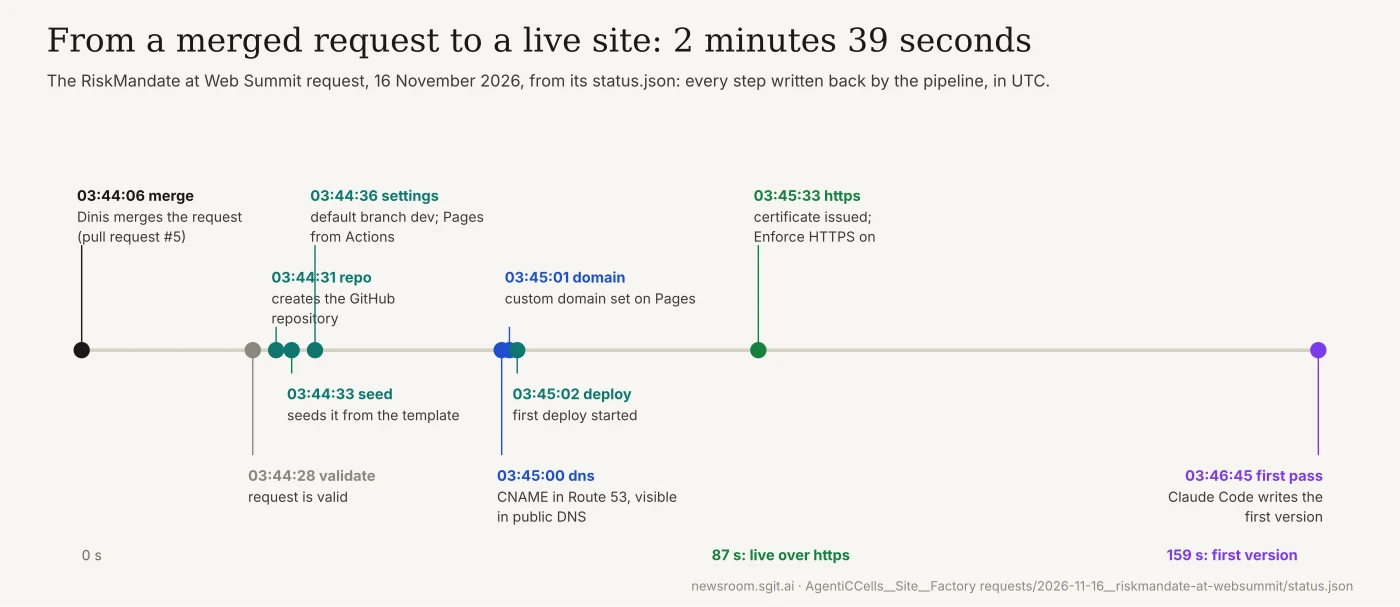 From a merged request to a live site: 2 minutes 39 seconds
The RiskMandate at Web Summit request, 16 November 2026, from its status.json: every step written back by the pipeline, in UTC.
03:44:06 merge
Dinis merges the request
(pull request #5)
03:44:36 settings
default branch dev; Pages
from Actions
03:45:33 https
certificate issued;
Enforce HTTPS on
03:44:31 repo
creates the GitHub
repository
03:45:01 domain
custom domain set on Pages
03:44:33 seed
seeds it from the template
03:45:02 deploy
first deploy started
03:44:28 validate
request is valid
03:45:00 dns
CNAME in Route 53, visible
in public DNS
03:46:45 first pass
Claude Code writes the
first version
0 s
87 s: live over https
159 s: first version
newsroom.sgit.ai · AgentiCCells__Site__Factory requests/2026-11-16__riskmandate-at-websummit/status.json